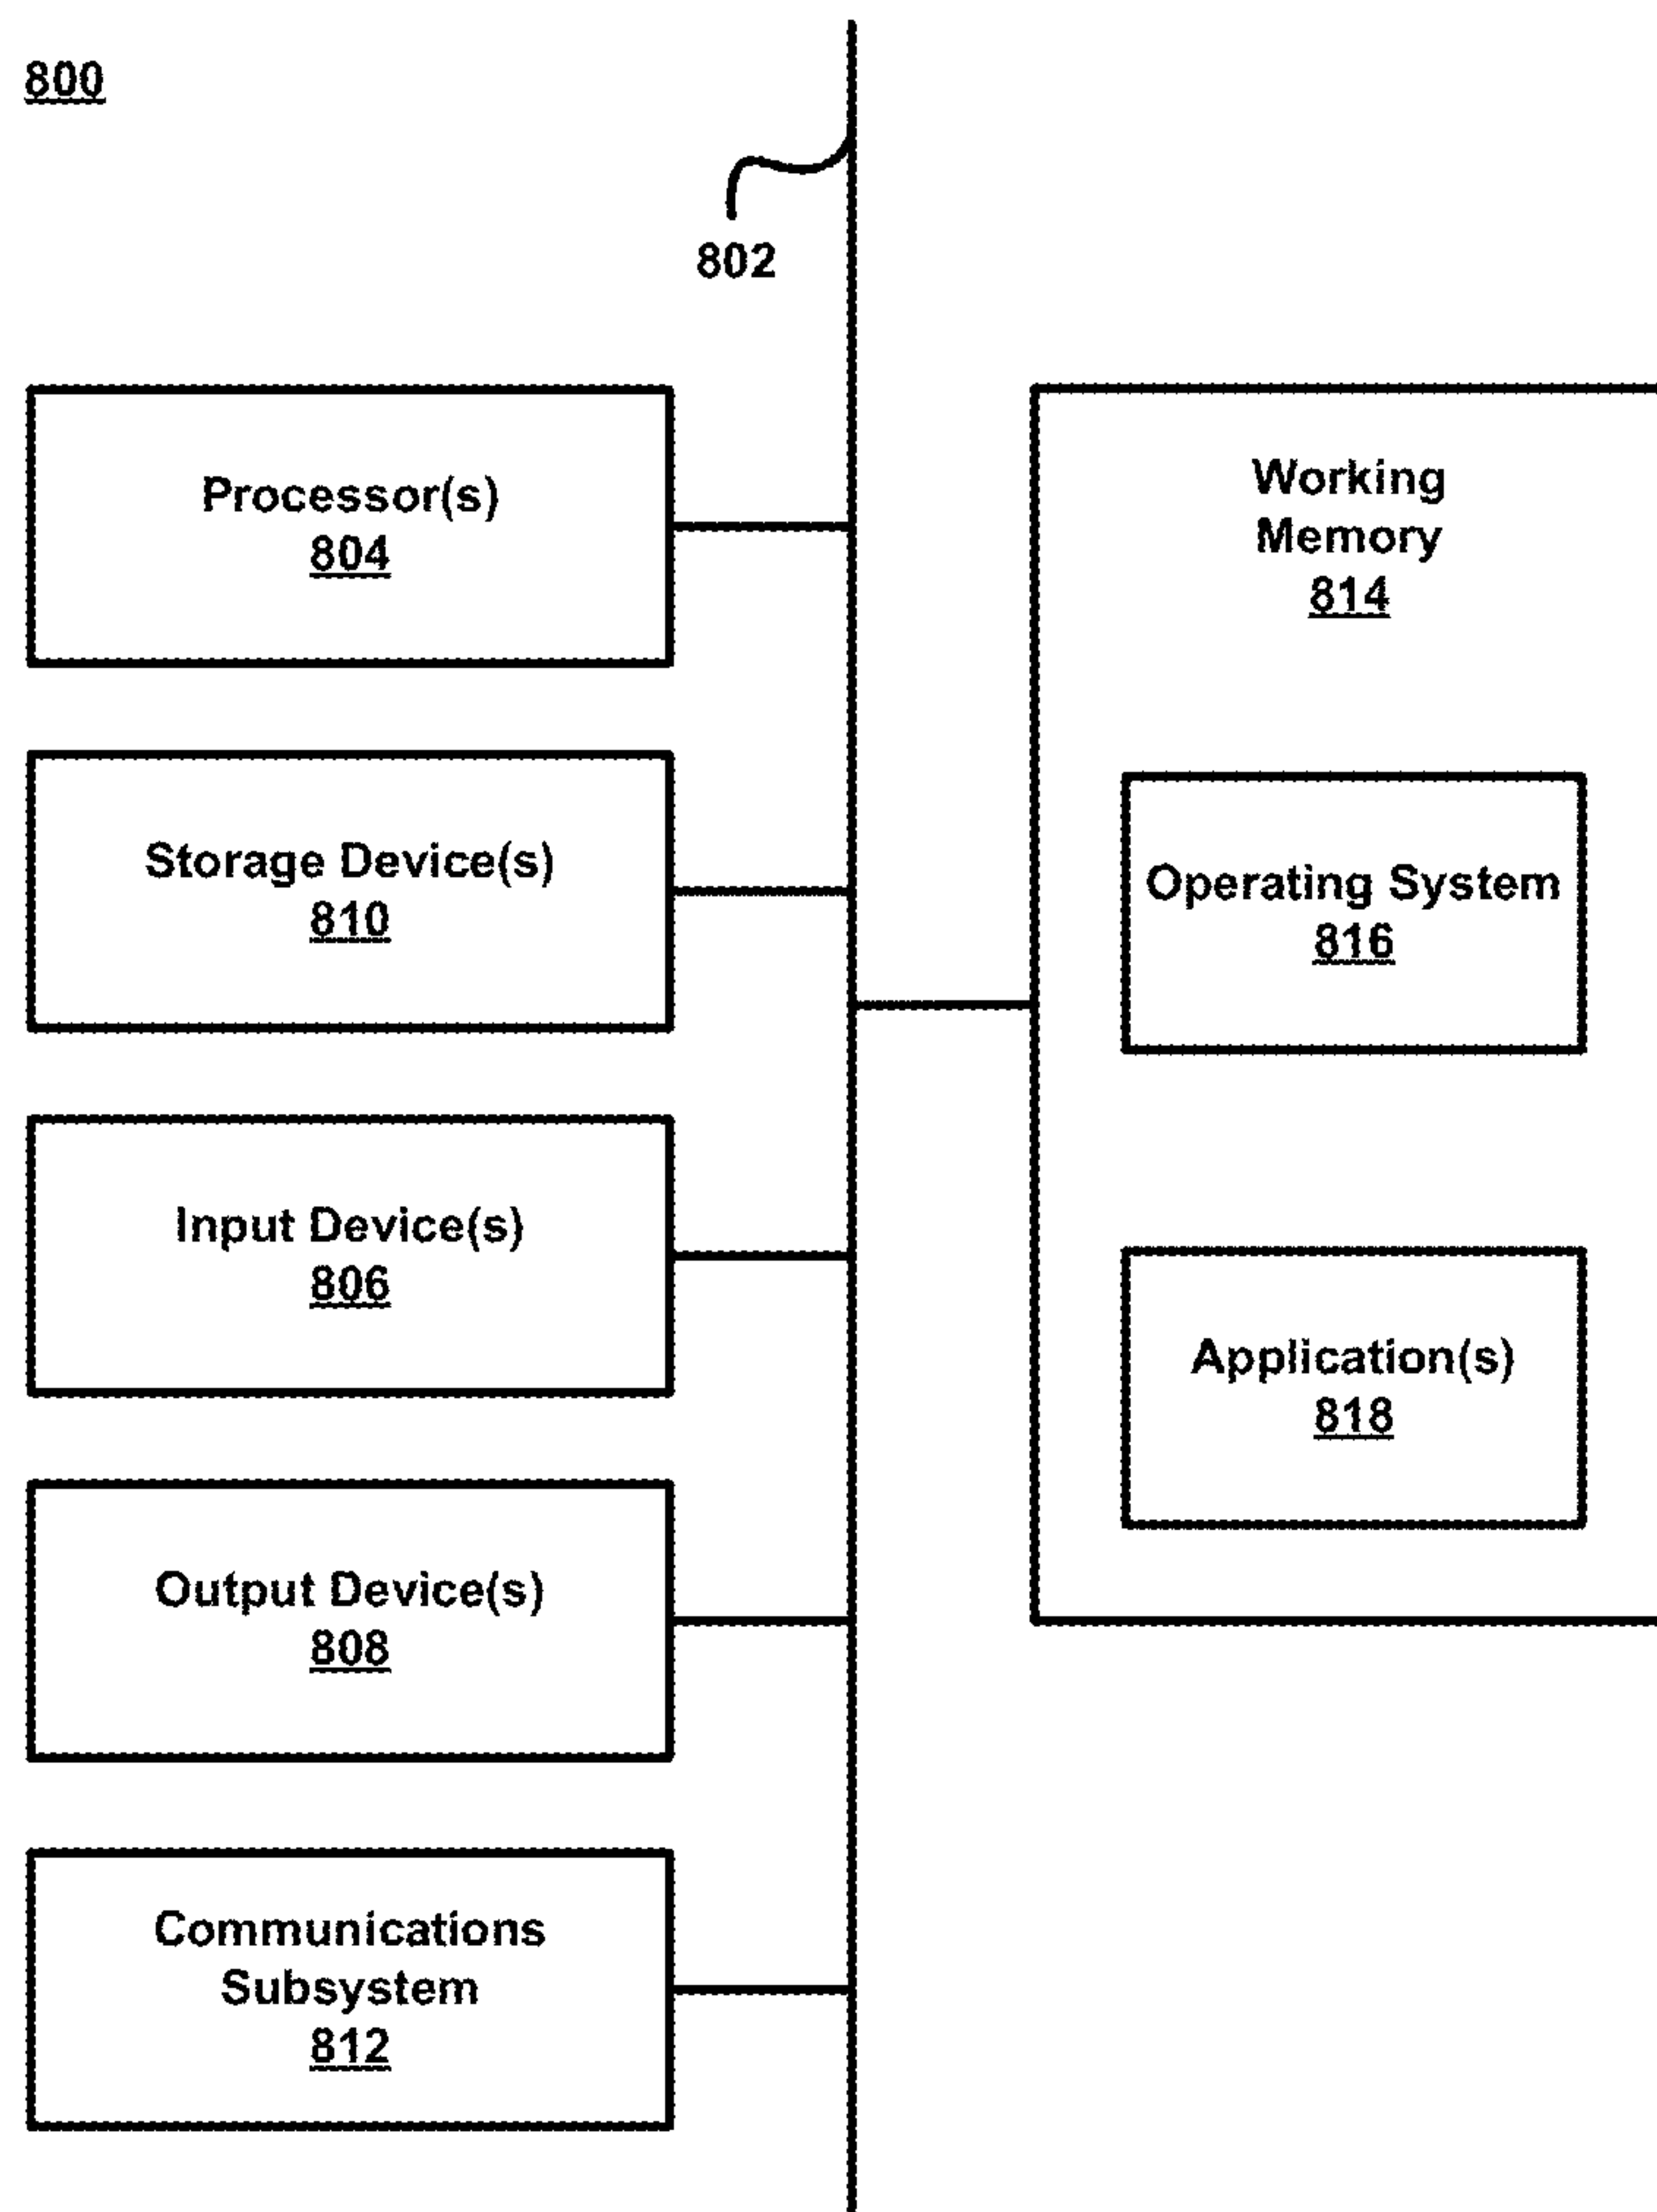 800
802
Processor(s)
804
Storage Device(s)
810
Input Device(s)
806
Output Device(s)
808
Communications
Subsystem
812
Working
Memory
814
Operating System
816
Application(s)
818